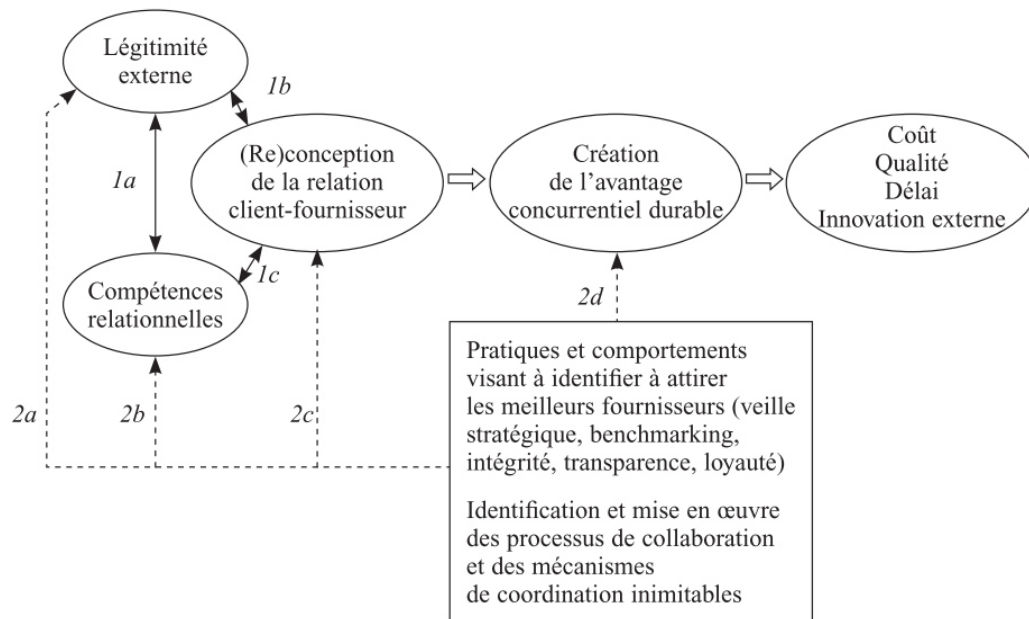 Légitimité
externe
1b
1a
(Re)conception
de la relation
client-fournisseur
Création
de l’avantage
concurrentiel durable
Coût
Qualité
Délai
Innovation externe
1c
Compétences
relationnelles
2a
2b
2c
2d
Pratiques et comportements
visant à identifier à attirer
les meilleurs fournisseurs (veille
stratégique, benchmarking,
intégrité, transparence, loyauté)
Identification et mise en œuvre
des processus de collaboration
et des mécanismes
de coordination inimitables